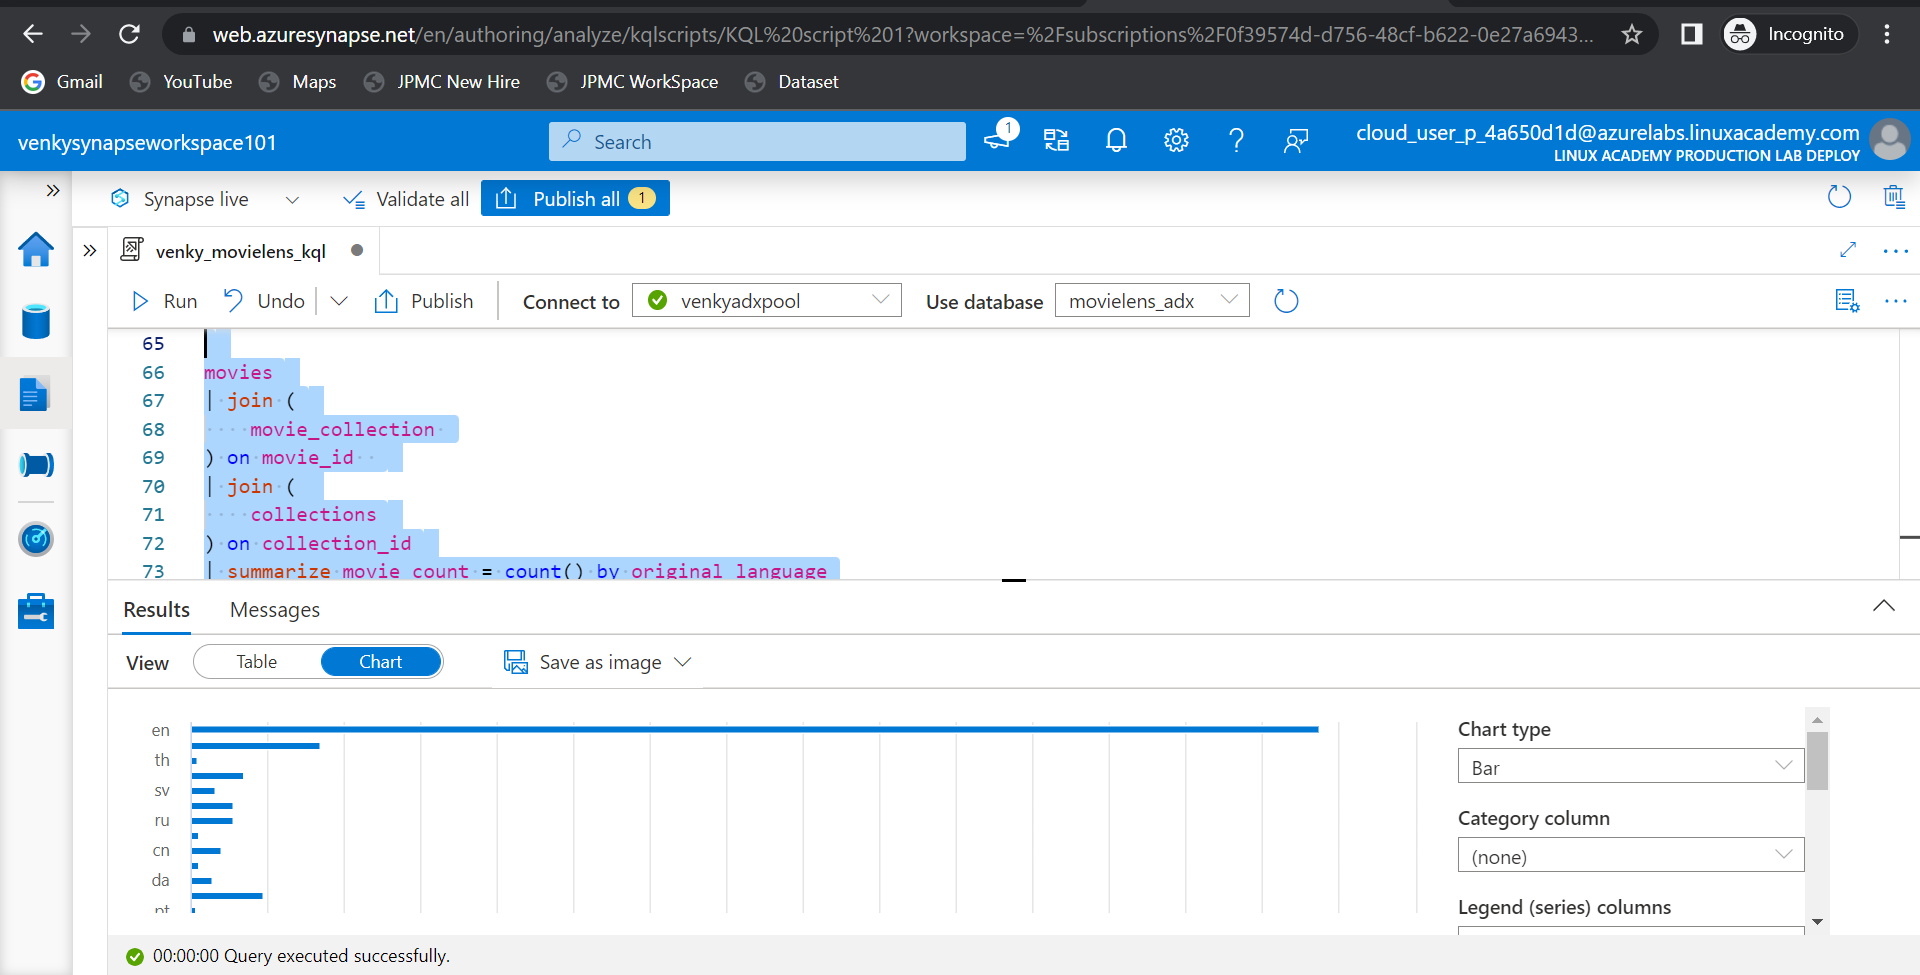 web.azuresynapse.net/en/authoring/analyze/kqlscripts/KQL%20script%201?workspace=%2Fsubscriptions%2F0f39574d-d756-48cf-b622-0e27a6943... Incognito
Gmail YouTube Maps JPMC New Hire JPMC WorkSpace Dataset
venkysynapseworkspace101 Search 1 cloud_user_p_4a650d1d@azurelabs.linuxacademy.com
LINUX ACADEMY PRODUCTION LAB DEPLOY
Synapse live Validate all Publish all 1
venky_movielens_kql
Run Undo Publish Connect to venkyadxpool Use database movielens_adx
65
66 movies
67 | join (
68 movie_collection
69 ) on movie_id
70 | join (
71 collections
72 ) on collection_id
73 | summarize movie_count = count() by original_language
Results Messages
View Table Chart Save as image
en
th
sv
ru
cn
da
pt
Chart type
Bar
Category column
(none)
Legend (series) columns
00:00:00 Query executed successfully.